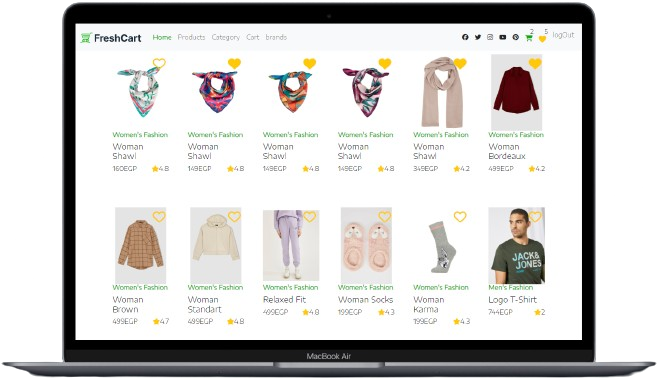 FreshCart Home Products Category Cart brands 2 5 logOut
Women's Fashion Women's Fashion Women's Fashion Women's Fashion Women's Fashion Women's Fashion
Woman Woman Woman Woman Woman Woman
Shawl Shawl Shawl Shawl Shawl Bordeaux
160EGP 4.8 149EGP 4.8 149EGP 4.8 149EGP 4.8 349EGP 4.2 499EGP 4.2
JACK&
JONES
Women's Fashion Women's Fashion Women's Fashion Women's Fashion Women's Fashion Men's Fashion
Woman Woman Relaxed Fit Woman Socks Woman Logo T-Shirt
Brown Standart Karma
499EGP 4.7 499EGP 4.8 499EGP 4.8 199EGP 4.3 199EGP 4.3 744EGP 2
MacBook Air